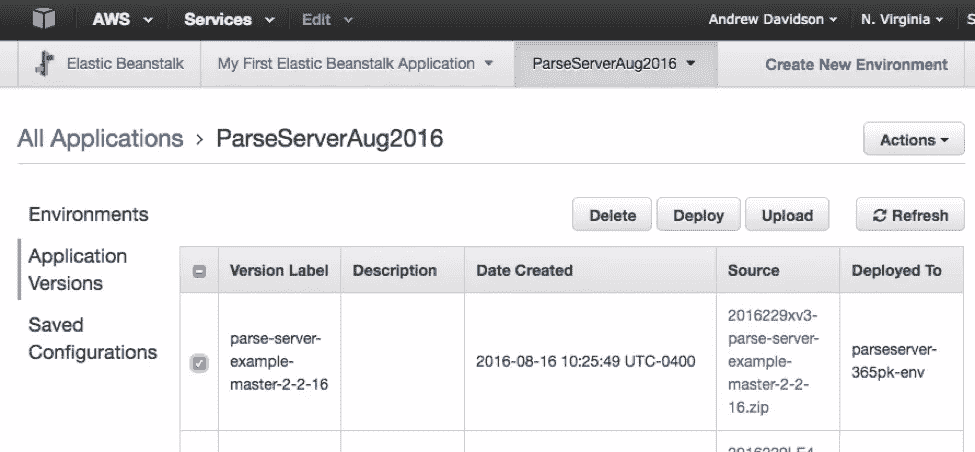 AWS Services Edit Andrew Davidson N. Virginia S
Elastic Beanstalk My First Elastic Beanstalk Application ParseServerAug2016 Create New Environment
All Applications › ParseServerAug2016 Actions
Environments
Application
Versions
Saved
Configurations
Delete Deploy Upload Refresh
Version Label Description Date Created Source Deployed To
parse-server-
example-
master-2-2-16
2016-08-16 10:25:49 UTC-0400
2016229xv3-
parse-server-
example-
master-2-2-
16.zip
parseserver-
365pk-env